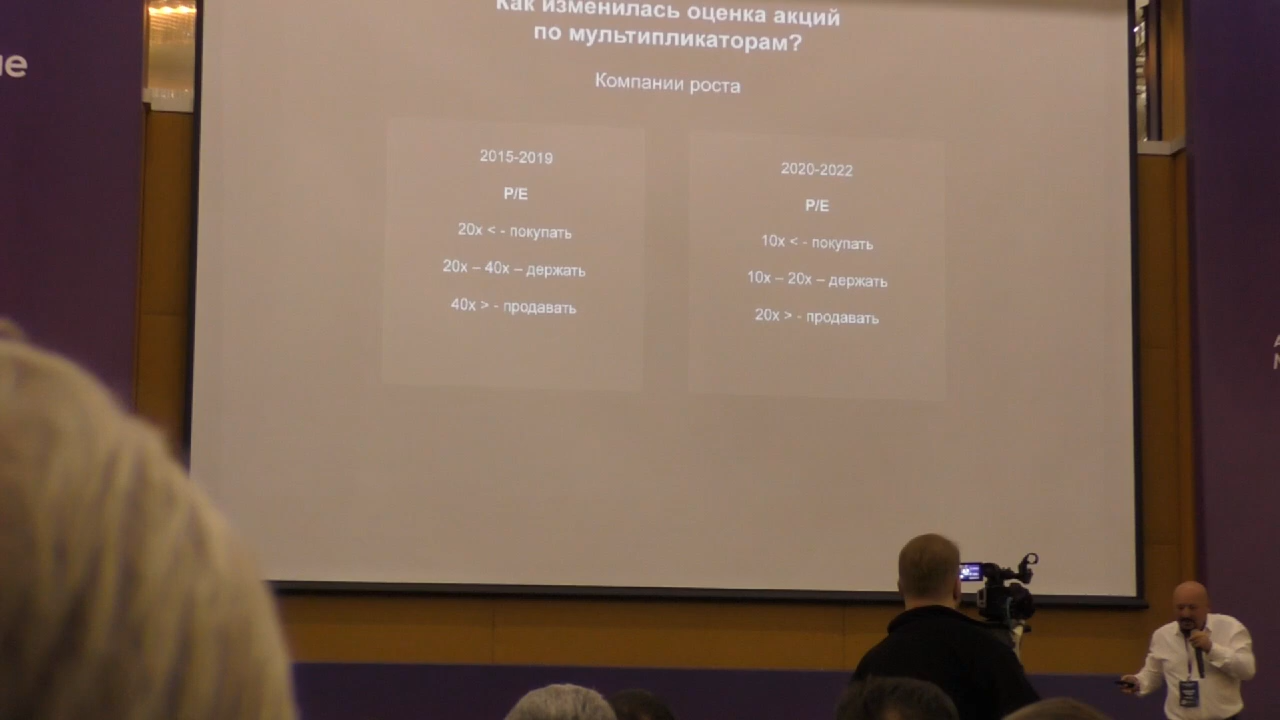 Как изменилась оценка акций
по мультипликаторам?
Компании роста
2015-2019
P/E
20x < - покупать
20x – 40x – держать
40x > - продавать
2020-2022
P/E
10x < - покупать
10x – 20x – держать
20x > - продавать